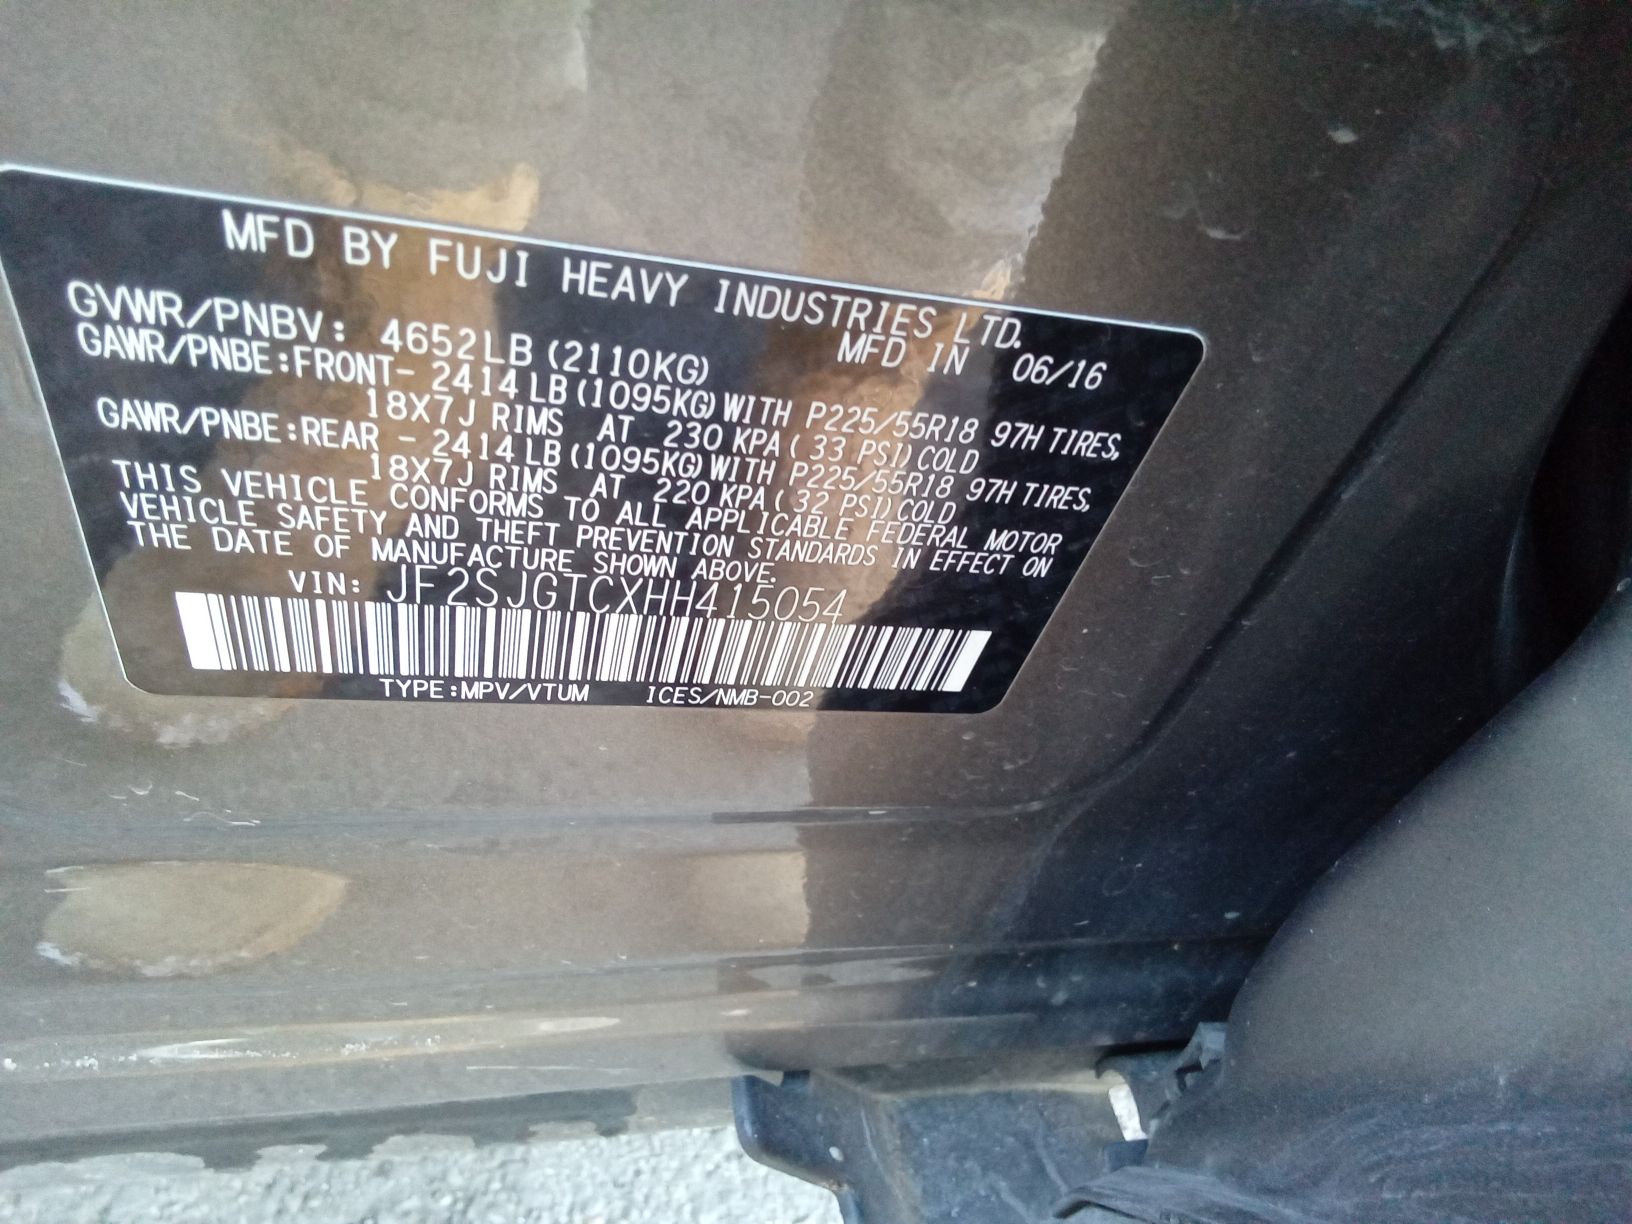 MFD BY FUJI HEAVY INDUSTRIES LTD.
GVWR/PNBV: 4652LB (2110KG) MFD IN 06/16
GAWR/PNBE:FRONT- 2414LB (1095KG) WITH P225/55R18 97H TIRES,
18X7J RIMS AT 230 KPA ( 33 PSI) COLD
GAWR/PNBE:REAR - 2414LB (1095KG) WITH P225/55R18 97H TIRES,
18X7J RIMS AT 220 KPA ( 32 PSI) COLD
THIS VEHICLE CONFORMS TO ALL APPLICABLE FEDERAL MOTOR
VEHICLE SAFETY AND THEFT PREVENTION STANDARDS IN EFFECT ON
THE DATE OF MANUFACTURE SHOWN ABOVE.
VIN: JF2SJGTCXHH415054
TYPE:MPV/VTUM ICES/NMB-002